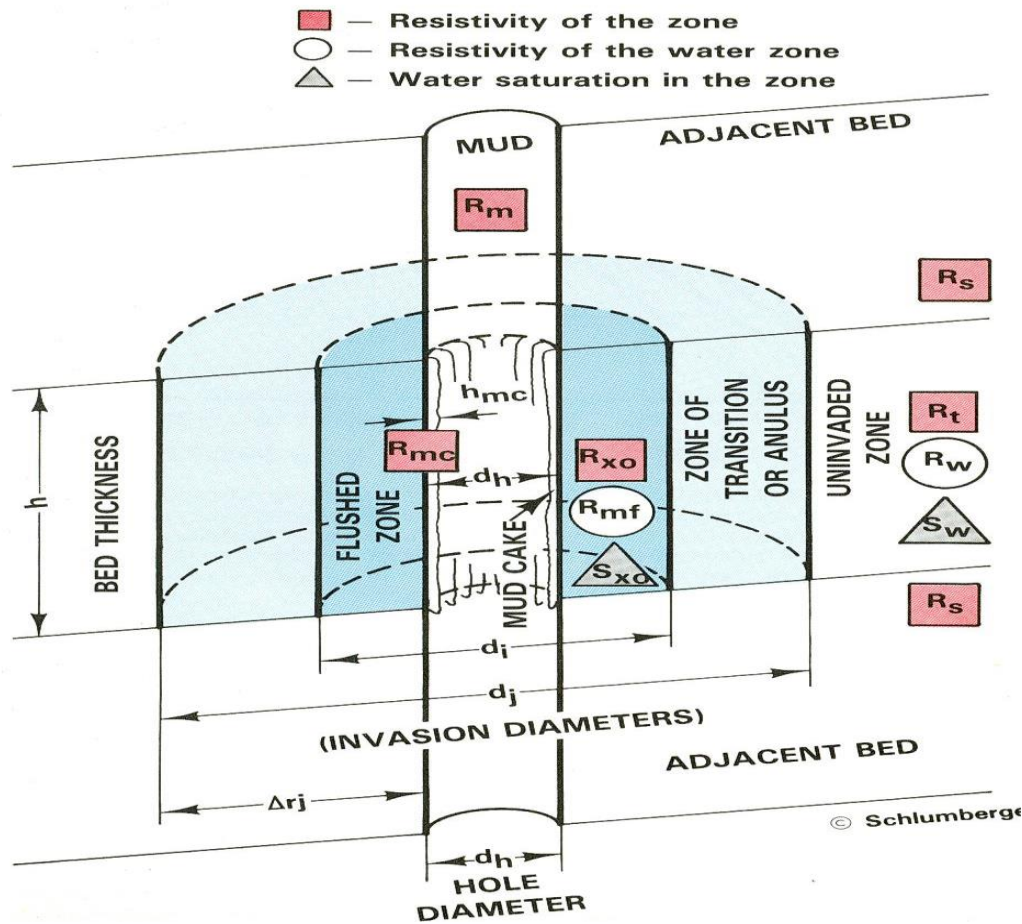 — Resistivity of the zone
— Resistivity of the water zone
— Water saturation in the zone
MUD
ADJACENT BED
Rm
Rs
hmc
Rmc
dh
Rxo
Rmf
Sxo
Rt
Rw
Sw
Rs
h
BED THICKNESS
FLUSHED
ZONE
MUD CAKE
ZONE OF
TRANSITION
OR ANULUS
UNINVADED
ZONE
di
dj
(INVASION DIAMETERS)
ADJACENT BED
Δrj
© Schlumberge
dh
HOLE
DIAMETER